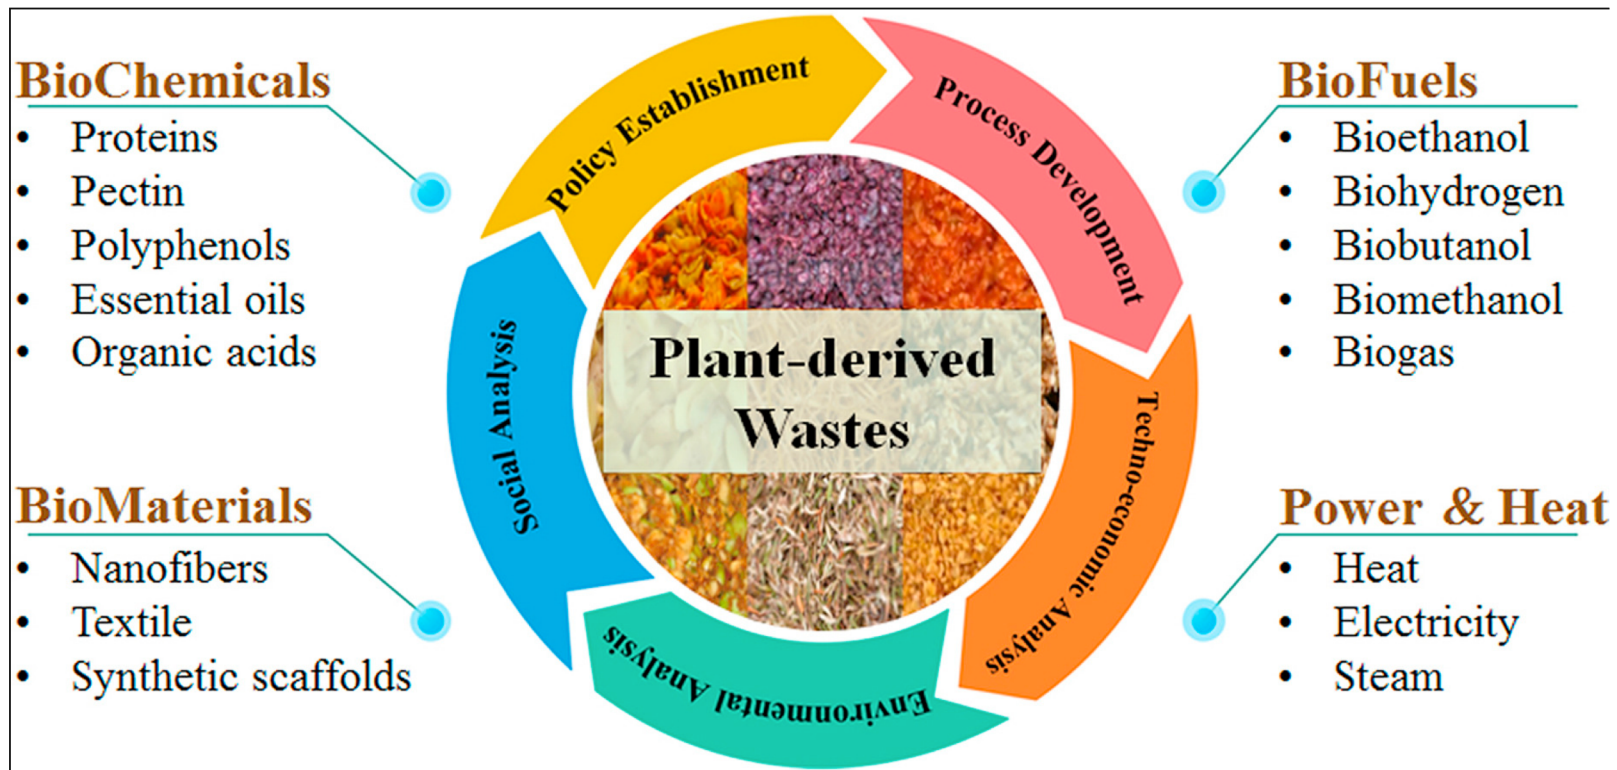 BioChemicals
• Proteins
• Pectin
• Polyphenols
• Essential oils
• Organic acids
BioMaterials
• Nanofibers
• Textile
• Synthetic scaffolds
Policy Establishment
Process Development
Techno-economic Analysis
Environmental Analysis
Social Analysis
Plant-derived
Wastes
BioFuels
• Bioethanol
• Biohydrogen
• Biobutanol
• Biomethanol
• Biogas
Power & Heat
• Heat
• Electricity
• Steam